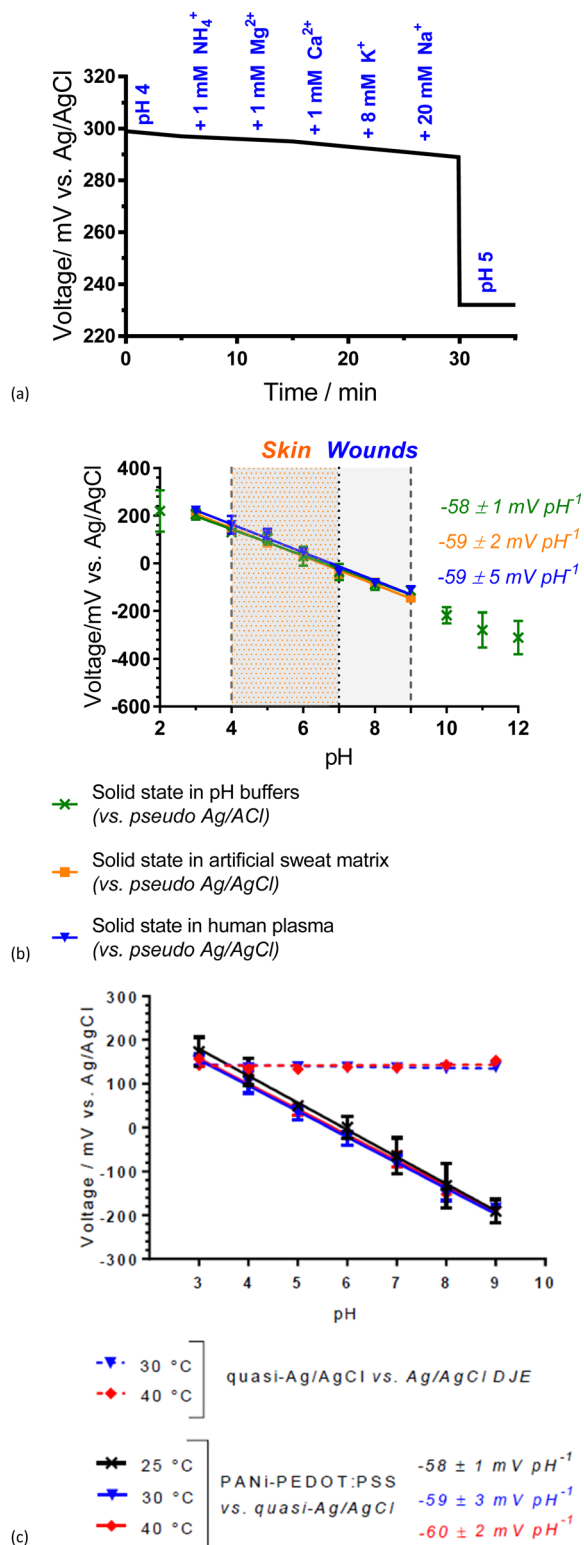 + 1 mM NH₄⁺
+ 1 mM Mg²⁺
+ 1 mM Ca²⁺
+ 8 mM K⁺
+ 20 mM Na⁺
pH 4
pH 5
320
300
280
260
240
220
Voltage/ mV vs. Ag/AgCl
0
10
20
30
Time / min
(a)
Skin Wounds
400
200
0
-200
-400
-600
Voltage/mV vs. Ag/AgCl
-58 ± 1 mV pH⁻¹
-59 ± 2 mV pH⁻¹
-59 ± 5 mV pH⁻¹
2 4 6 8 10 12
pH
Solid state in pH buffers
(vs. pseudo Ag/ACl)
Solid state in artificial sweat matrix
(vs. pseudo Ag/AgCl)
Solid state in human plasma
(vs. pseudo Ag/AgCl)
(b)
300
200
100
0
-100
-200
-300
Voltage / mV vs. Ag/AgCl
3 4 5 6 7 8 9 10
pH
30 °C
40 °C
quasi-Ag/AgCl vs. Ag/AgCl DJE
25 °C
30 °C
40 °C
PANi-PEDOT:PSS
vs. quasi-Ag/AgCl
-58 ± 1 mV pH⁻¹
-59 ± 3 mV pH⁻¹
-60 ± 2 mV pH⁻¹
(c)